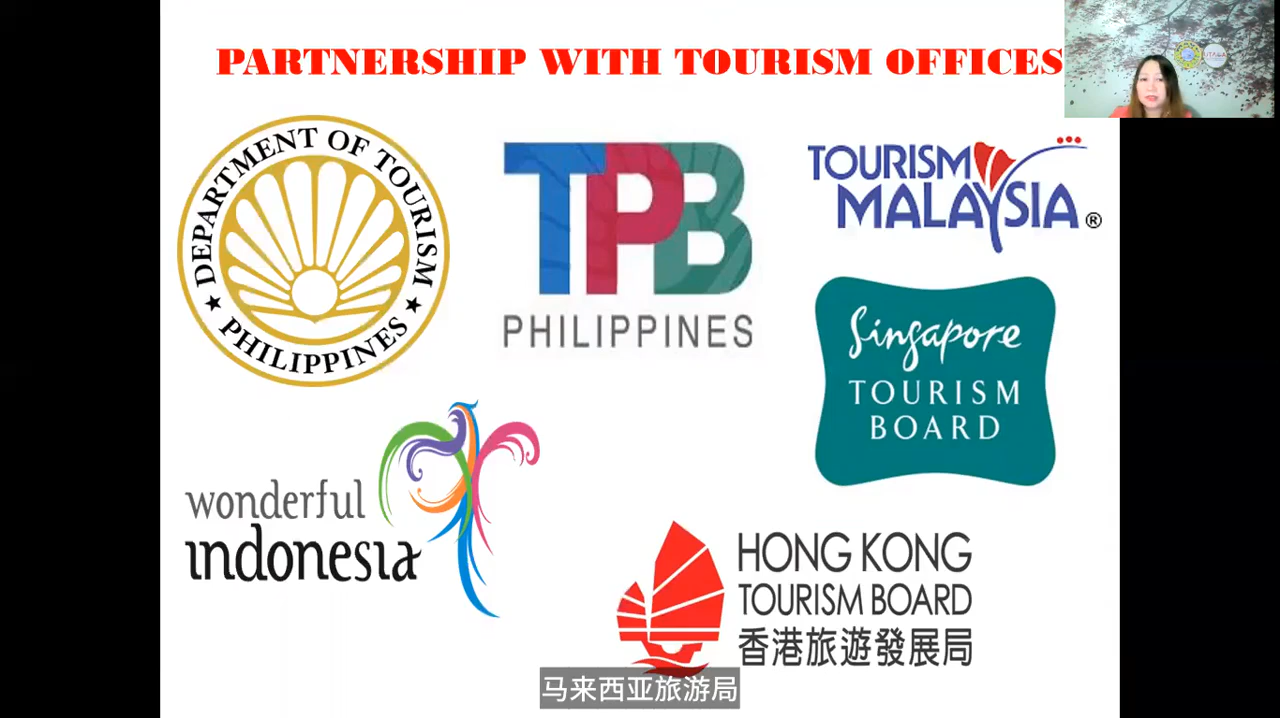 PARTNERSHIP WITH TOURISM OFFICES
DEPARTMENT OF TOURISM
PHILIPPINES
TPB
PHILIPPINES
TOURISM
MALAYSIA®
Singapore
TOURISM
BOARD
wonderful
indonesia
HONG KONG
TOURISM BOARD
香港旅遊發展局
马来西亚旅游局